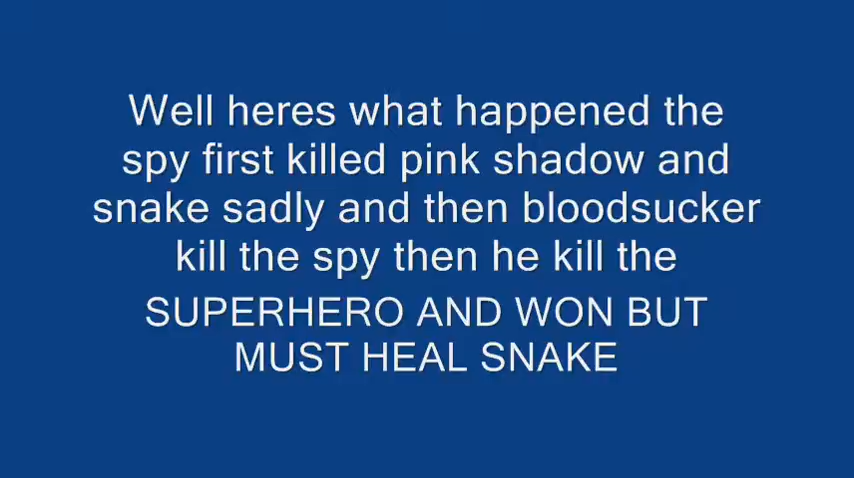 Well heres what happened the
spy first killed pink shadow and
snake sadly and then bloodsucker
kill the spy then he kill the
SUPERHERO AND WON BUT
MUST HEAL SNAKE